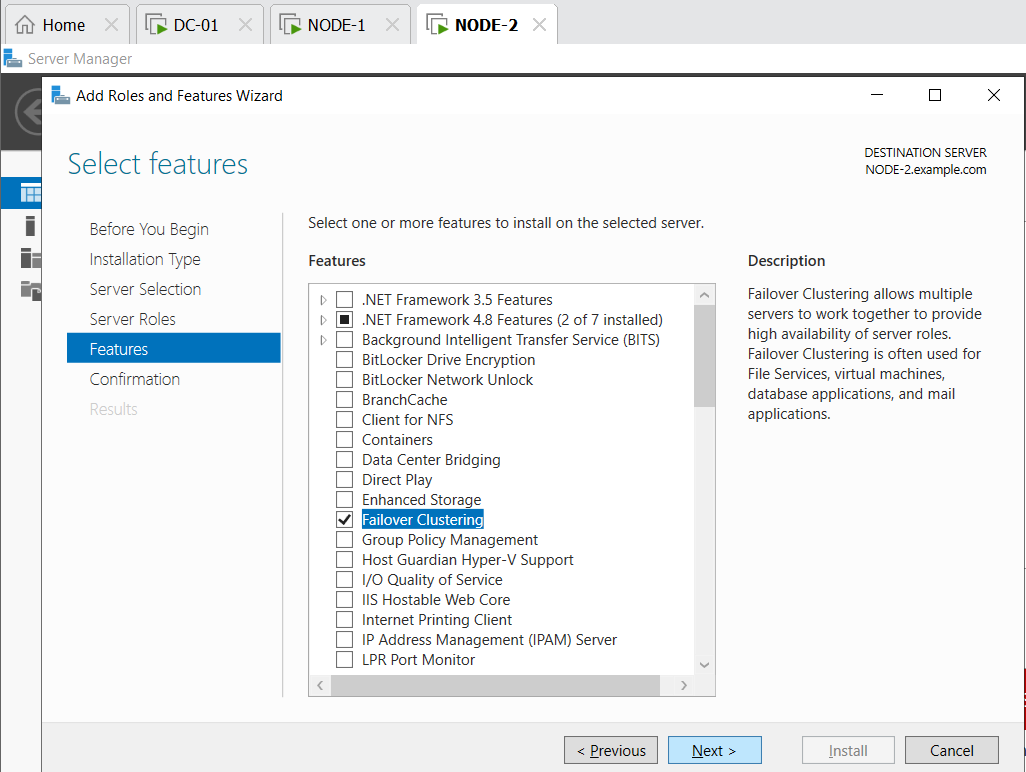 Home
DC-01
NODE-1
NODE-2
Server Manager
Add Roles and Features Wizard
Select features
DESTINATION SERVER
NODE-2.example.com
Before You Begin
Installation Type
Server Selection
Server Roles
Features
Confirmation
Results
Select one or more features to install on the selected server.
Features
.NET Framework 3.5 Features
.NET Framework 4.8 Features (2 of 7 installed)
Background Intelligent Transfer Service (BITS)
BitLocker Drive Encryption
BitLocker Network Unlock
BranchCache
Client for NFS
Containers
Data Center Bridging
Direct Play
Enhanced Storage
Failover Clustering
Group Policy Management
Host Guardian Hyper-V Support
I/O Quality of Service
IIS Hostable Web Core
Internet Printing Client
IP Address Management (IPAM) Server
LPR Port Monitor
Description
Failover Clustering allows multiple
servers to work together to provide
high availability of server roles.
Failover Clustering is often used for
File Services, virtual machines,
database applications, and mail
applications.
< Previous
Next >
Install
Cancel